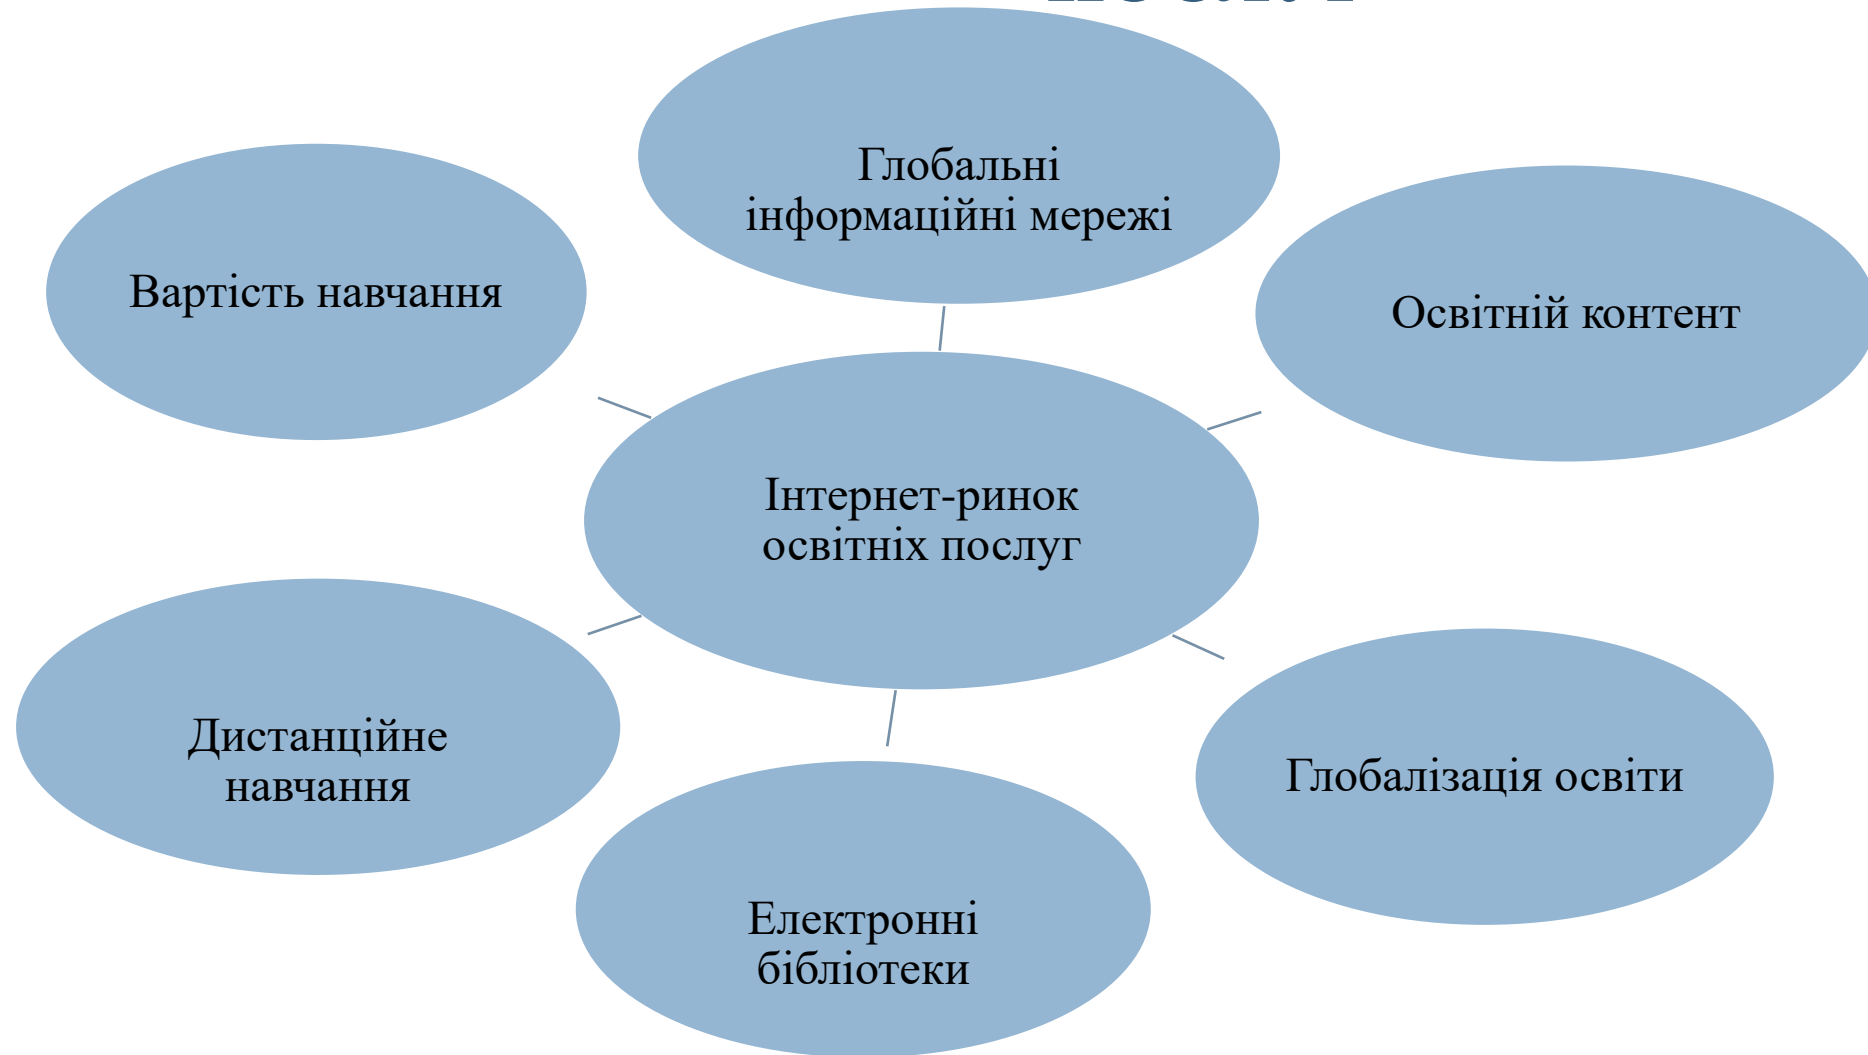 Глобальні
інформаційні мережі
Вартість навчання
Освітній контент
Інтернет-ринок
освітніх послуг
Дистанційне
навчання
Глобалізація освіти
Електронні
бібліотеки